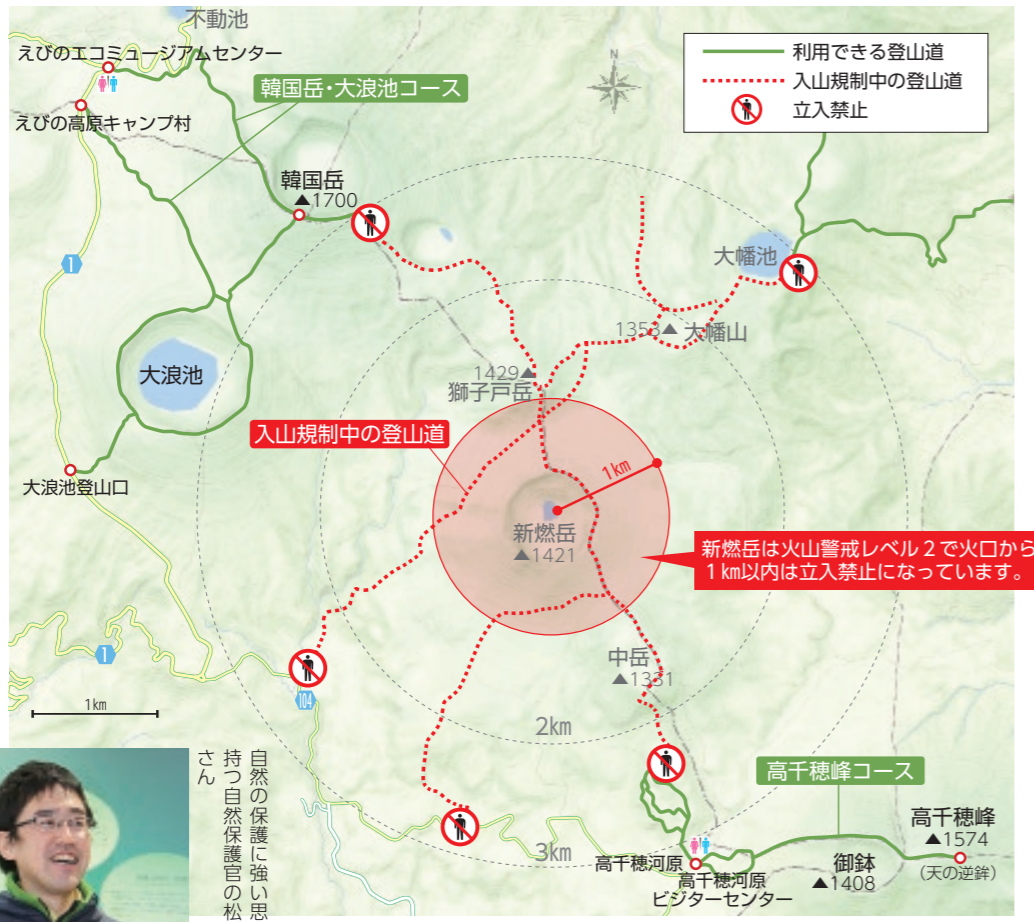 不動池
えびのエコミュージアムセンター
えびの高原キャンプ村
韓国岳・大浪池コース
N
利用できる登山道
入山規制中の登山道
立入禁止
韓国岳
▲1700
大幡池
1353▲大幡山
1
大浪池
1429▲
獅子戸岳
入山規制中の登山道
1km
大浪池登山口
新燃岳
▲1421
新燃岳は火山警戒レベル2で火口から
1km以内は立入禁止になっています。
中岳
▲1331
1
104
1km
2km
3km
高千穂峰コース
高千穂河原
高千穂河原
ビジターセンター
御鉢
▲1408
高千穂峰
▲1574
(天の逆鉾)
自然の保護に強い思
持つ自然保護官の松
さん